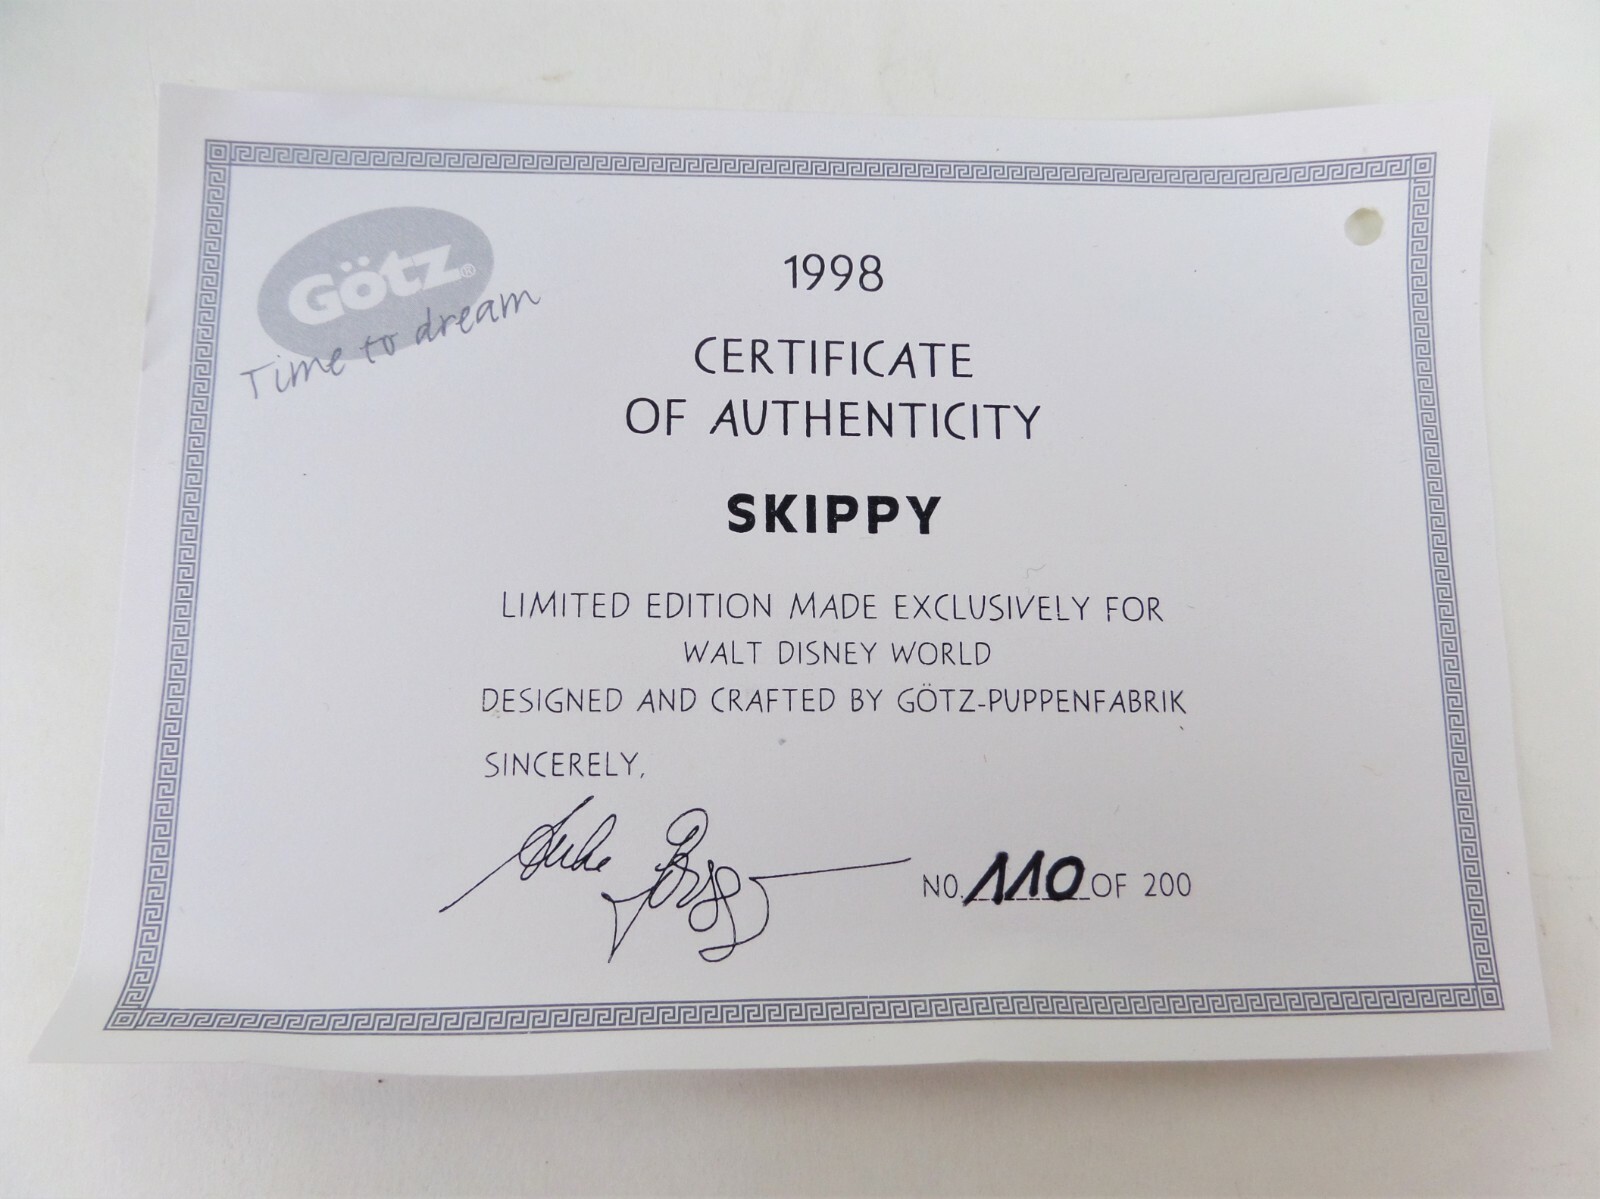 Götz®
Time to dream
1998
CERTIFICATE
OF AUTHENTICITY
SKIPPY
LIMITED EDITION MADE EXCLUSIVELY FOR
WALT DISNEY WORLD
DESIGNED AND CRAFTED BY GÖTZ-PUPPENFABRIK
SINCERELY,
NO. 110 OF 200